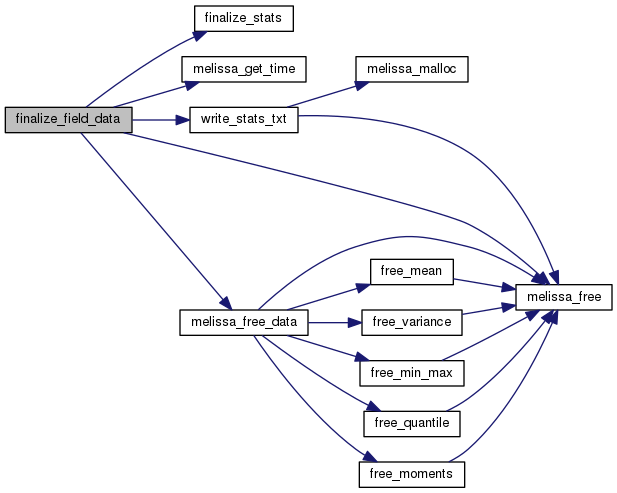 finalize_stats
melissa_get_time
melissa_malloc
finalize_field_data
write_stats_txt
free_mean
melissa_free
melissa_free_data
free_variance
free_min_max
free_quantile
free_moments